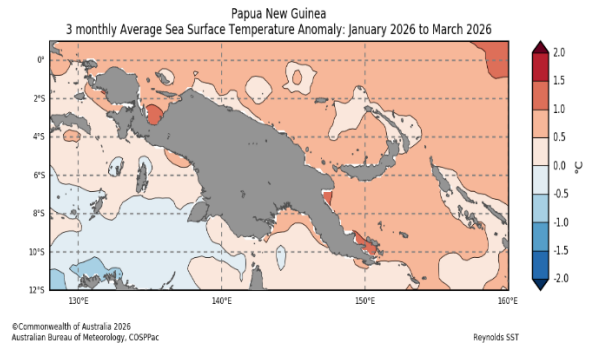 Papua New Guinea
3 monthly Average Sea Surface Temperature Anomaly: January 2026 to March 2026
0°
2°S
4°S
6°S
8°S
10°S
12°S
130°E
140°E
150°E
160°E
2.0
1.5
1.0
0.5
0.0
-0.5
-1.0
-1.5
-2.0
°C
©Commonwealth of Australia 2026
Australian Bureau of Meteorology, COSPPac
Reynolds SST